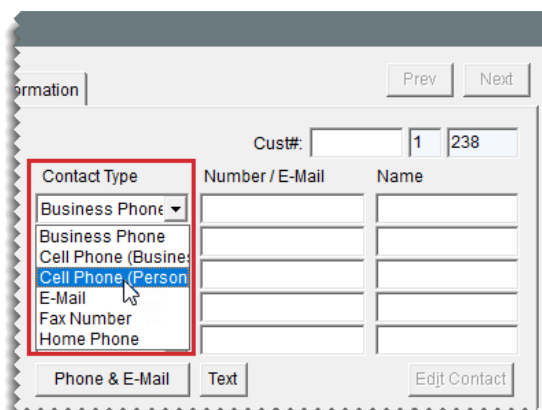 Prev Next
ormation
Cust#: 1 238
Contact Type Number / E-Mail Name
Business Phone
Business Phone
Cell Phone (Busines
Cell Phone (Person
E-Mail
Fax Number
Home Phone
Phone & E-Mail Text Edit Contact